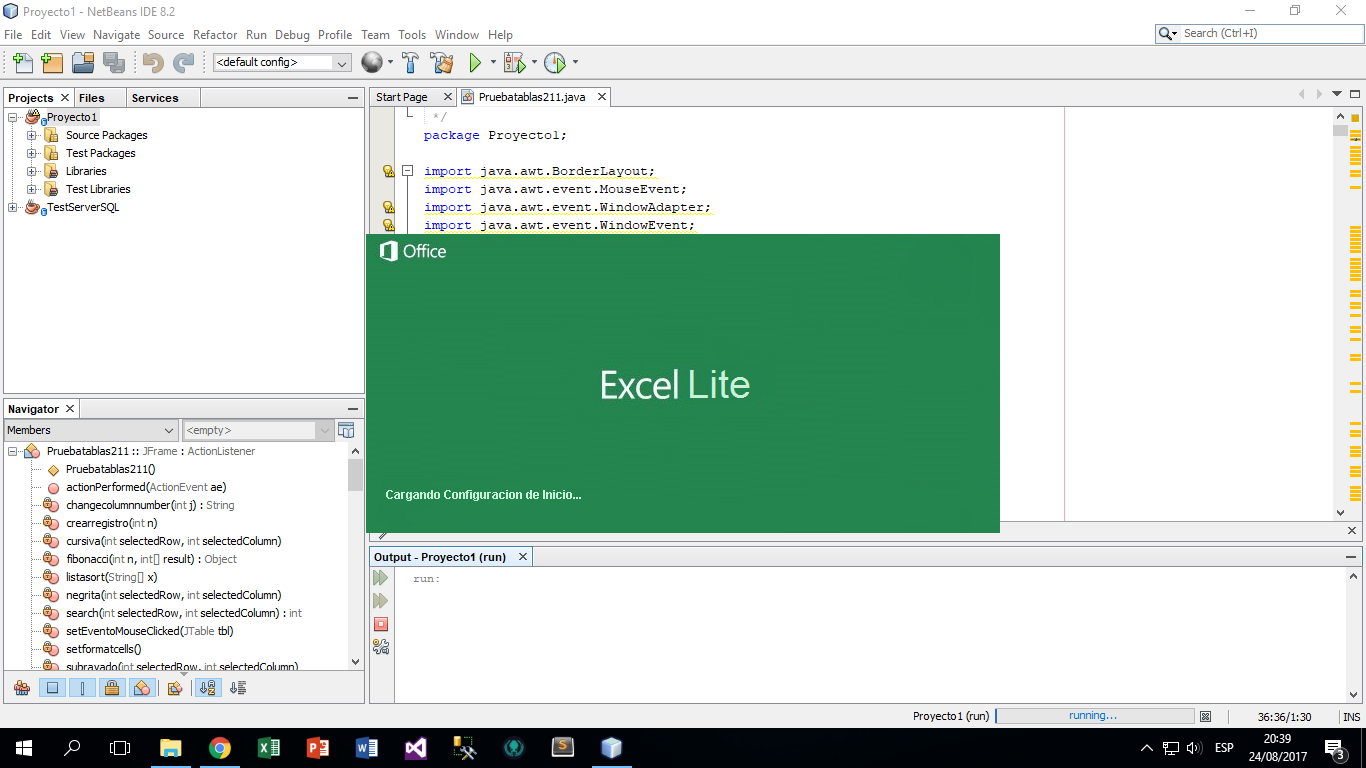 Proyecto1 - NetBeans IDE 8.2
File Edit View Navigate Source Refactor Run Debug Profile Team Tools Window Help
Search (Ctrl+I)
<default config>
Projects Files Services
Proyecto1
Source Packages
Test Packages
Libraries
Test Libraries
TestServerSQL
Start Page Pruebatablas211.java
*/
package Proyecto1;
import java.awt.BorderLayout;
import java.awt.event.MouseEvent;
import java.awt.event.WindowAdapter;
import java.awt.event.WindowEvent;
Office
Excel Lite
Cargando Configuracion de Inicio...
Navigator
Members
<empty>
Pruebatablas211 :: JFrame : ActionListener
Pruebatablas211()
actionPerformed(ActionEvent ae)
changecolumnnumber(int j) : String
crearregistro(int n)
cursiva(int selectedRow, int selectedColumn)
fibonacci(int n, int[] result) : Object
listasort(String[] x)
negrita(int selectedRow, int selectedColumn)
search(int selectedRow, int selectedColumn) : int
setEventoMouseClicked(JTable tbl)
setformatcells()
subrayado(int selectedRow, int selectedColumn)
Output - Proyecto1 (run)
run:
Proyecto1 (run)
running...
36:36/1:30
INS
ESP
20:39
24/08/2017
3